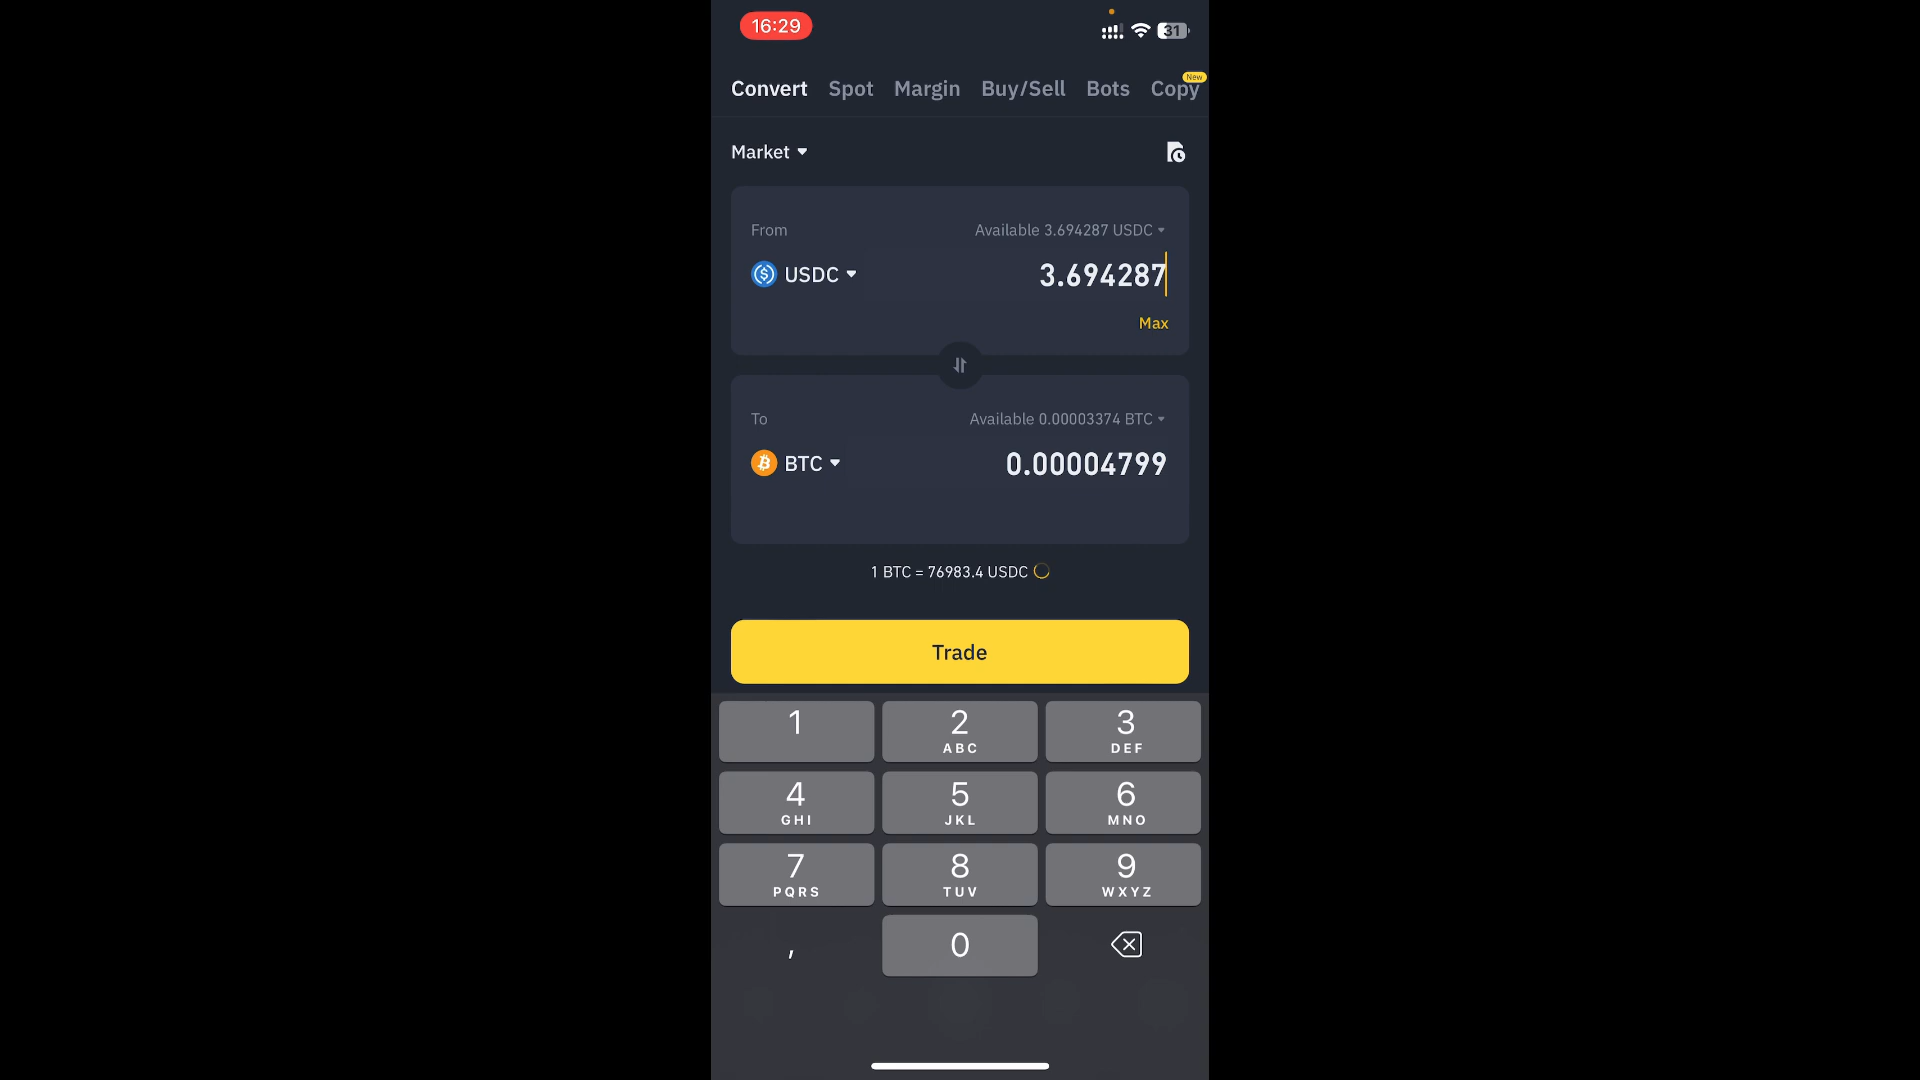 16:29
31
Convert Spot Margin Buy/Sell Bots Copy New
Market
From Available 3.694287 USDC
USDC 3.694287
Max
To Available 0.00003374 BTC
BTC 0.00004799
1 BTC = 76983.4 USDC
Trade
1 2 3
ABC DEF
4 5 6
GHI JKL MNO
7 8 9
PQRS TUV WXYZ
, 0